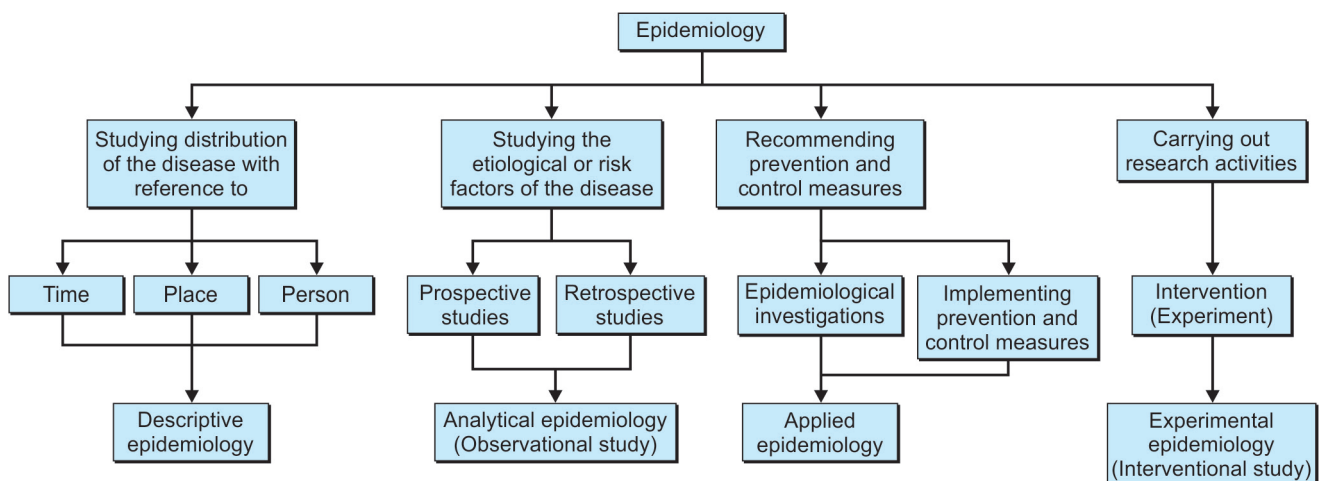 Epidemiology
Studying distribution
of the disease with
reference to
Studying the
etiological or risk
factors of the disease
Recommending
prevention and
control measures
Carrying out
research activities
Time
Place
Person
Prospective
studies
Retrospective
studies
Epidemiological
investigations
Implementing
prevention and
control measures
Intervention
(Experiment)
Descriptive
epidemiology
Analytical epidemiology
(Observational study)
Applied
epidemiology
Experimental
epidemiology
(Interventional study)